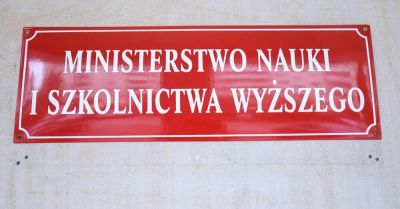 MINISTERSTWO NAUKI
I SZKOLNICTWA WYŻSZEGO